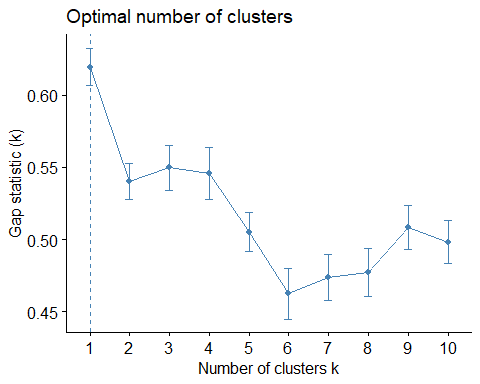 Optimal number of clusters
Gap statistic (k)
0.60
0.55
0.50
0.45
1 2 3 4 5 6 7 8 9 10
Number of clusters k